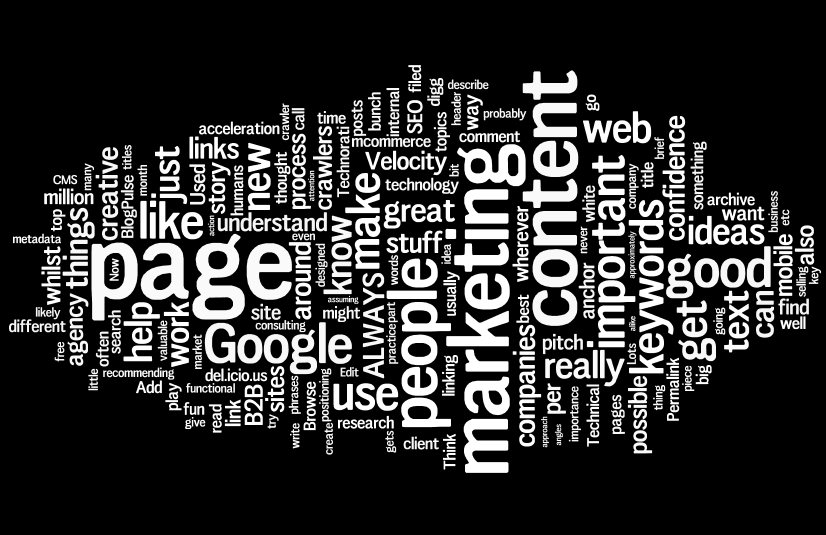 CMS
million
top
metadata
whilst
things
likely
different
agency
free
many
titles
creative
BlogPulse
month
just
like
links
acceleration
Used
story
action
humans
understand
new
crawler
thought
process
call
attention
time
crawlers
Technorati
posts
bunch
internal
SEO
filed
digg
describe
header
way
topics
probably
mcommerce
comment
Velocity
bit
technology
make
great
stuff
know
even
around
designed
words
idea
page
Now
help
search
often
work
valuable
market
little
recommending
Add
play
functional
del.icio.us
fun
give
read
link
B2B
sites
try
site
consulting
Google
Edit
phrases
write
Browse
positioning
create
assuming
might
ALWAYS
practice
part
use
research
gets
client
people
usually
linking
Think
marketing
content
wherever
best
companies
pitch
really
per
approach
angles
importance
Technical
pages
go
web
brief
white
never
anchor
important
company
title
approximately
keywords
alike
Lots
possible
thing
Permalink
piece
big
confidence
something
archive
want
ideas
good
get
going
text
can
business
etc
mobile
selling
also
key
find
well